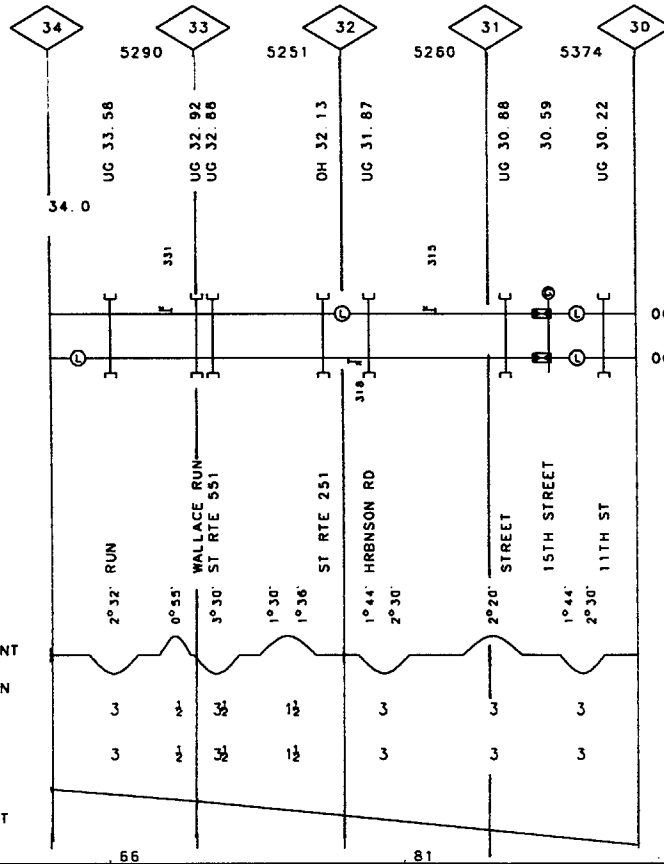 34 33 32 31 30
5290 5251 5260 5374
UG 33.58
UG 32.92
UG 32.88
OH 32.13
UG 31.87
UG 30.88
30.59
UG 30.22
34.0
331
315
L
G
L
00
L
L
00
318
RUN
WALLACE RUN
ST RTE 551
ST RTE 251
HRBNSON RD
STREET
15TH STREET
11TH ST
2°32'
0°55'
3°30'
1°30'
1°36'
1°44'
2°30'
2°20'
1°44'
2°30'
NT
N
3 ½ 3½ 1½ 3 3 3
3 ½ 3½ 1½ 3 3 3
T
66 81